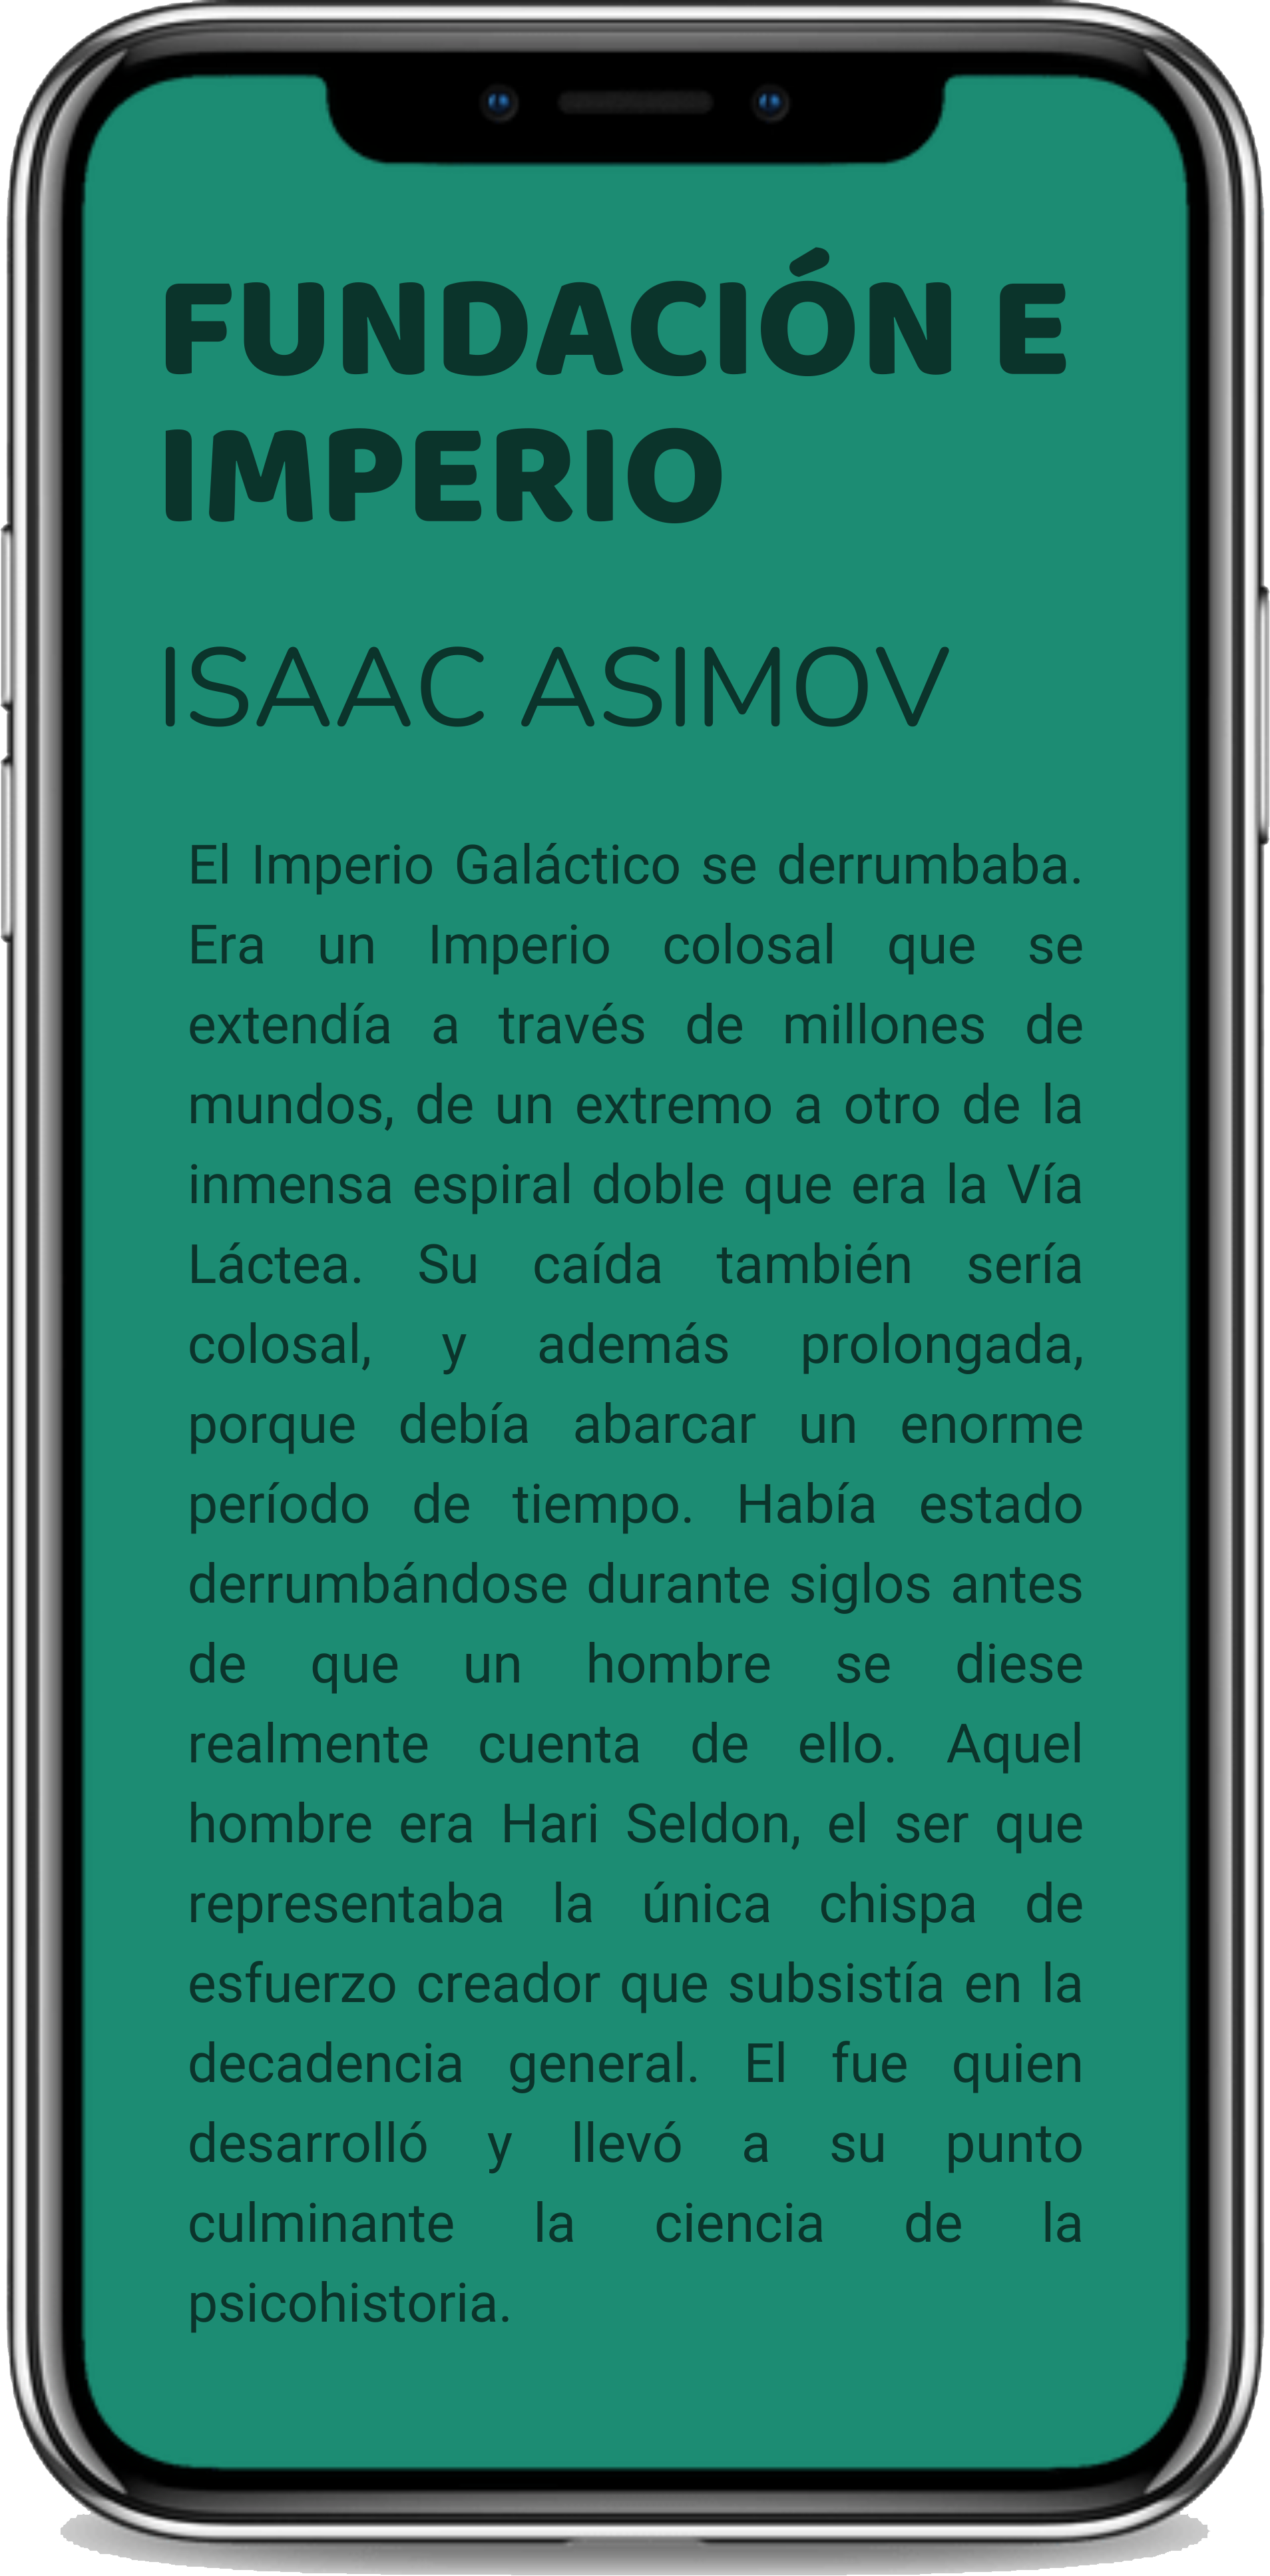 FUNDACIÓN E
IMPERIO
ISAAC ASIMOV
El Imperio Galáctico se derrumbaba.
Era un Imperio colosal que se
extendía a través de millones de
mundos, de un extremo a otro de la
inmensa espiral doble que era la Vía
Láctea. Su caída también sería
colosal, y además prolongada,
porque debía abarcar un enorme
período de tiempo. Había estado
derrumbándose durante siglos antes
de que un hombre se diese
realmente cuenta de ello. Aquel
hombre era Hari Seldon, el ser que
representaba la única chispa de
esfuerzo creador que subsistía en la
decadencia general. El fue quien
desarrolló y llevó a su punto
culminante la ciencia de la
psicohistoria.